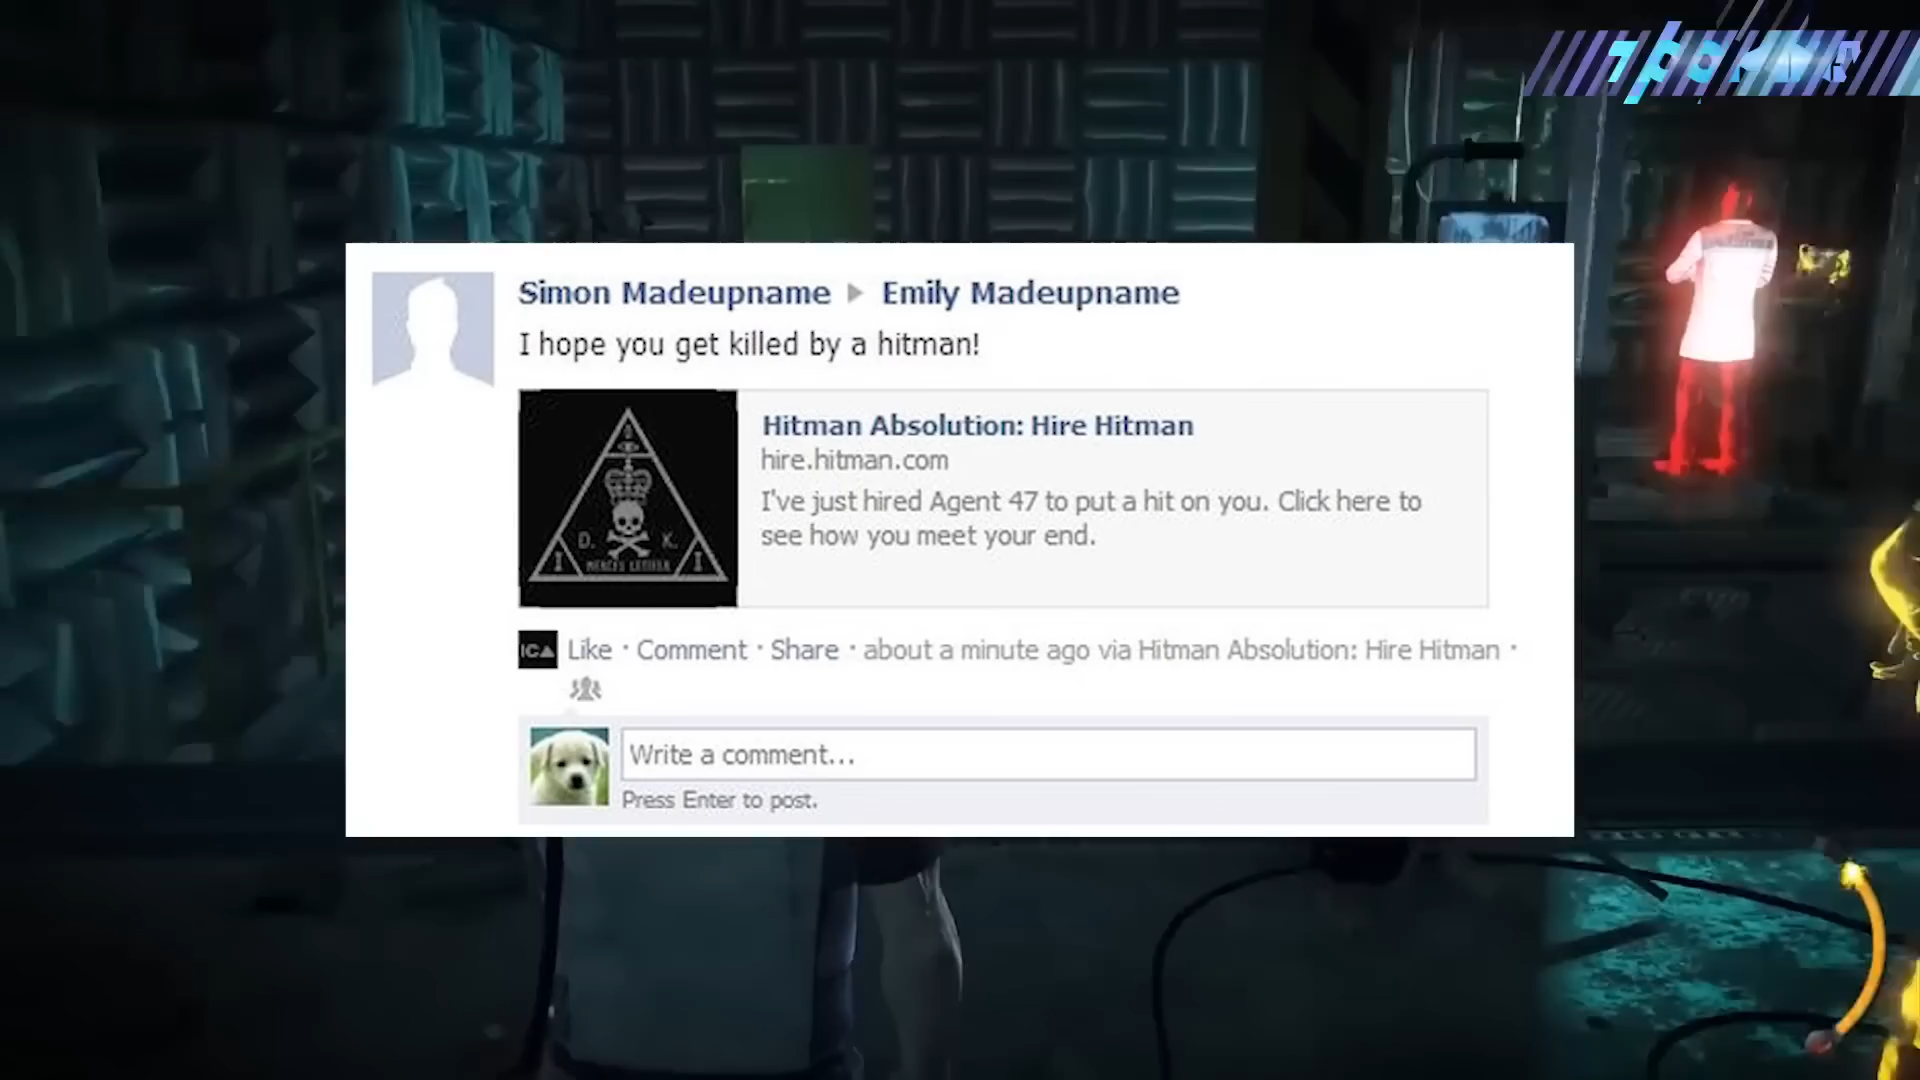 Simon Madeupname ▶ Emily Madeupname
I hope you get killed by a hitman!
Hitman Absolution: Hire Hitman
hire.hitman.com
I've just hired Agent 47 to put a hit on you. Click here to
see how you meet your end.
D. K.
I I
MERCES LETIFER
ICA Like · Comment · Share · about a minute ago via Hitman Absolution: Hire Hitman ·
Write a comment...
Press Enter to post.